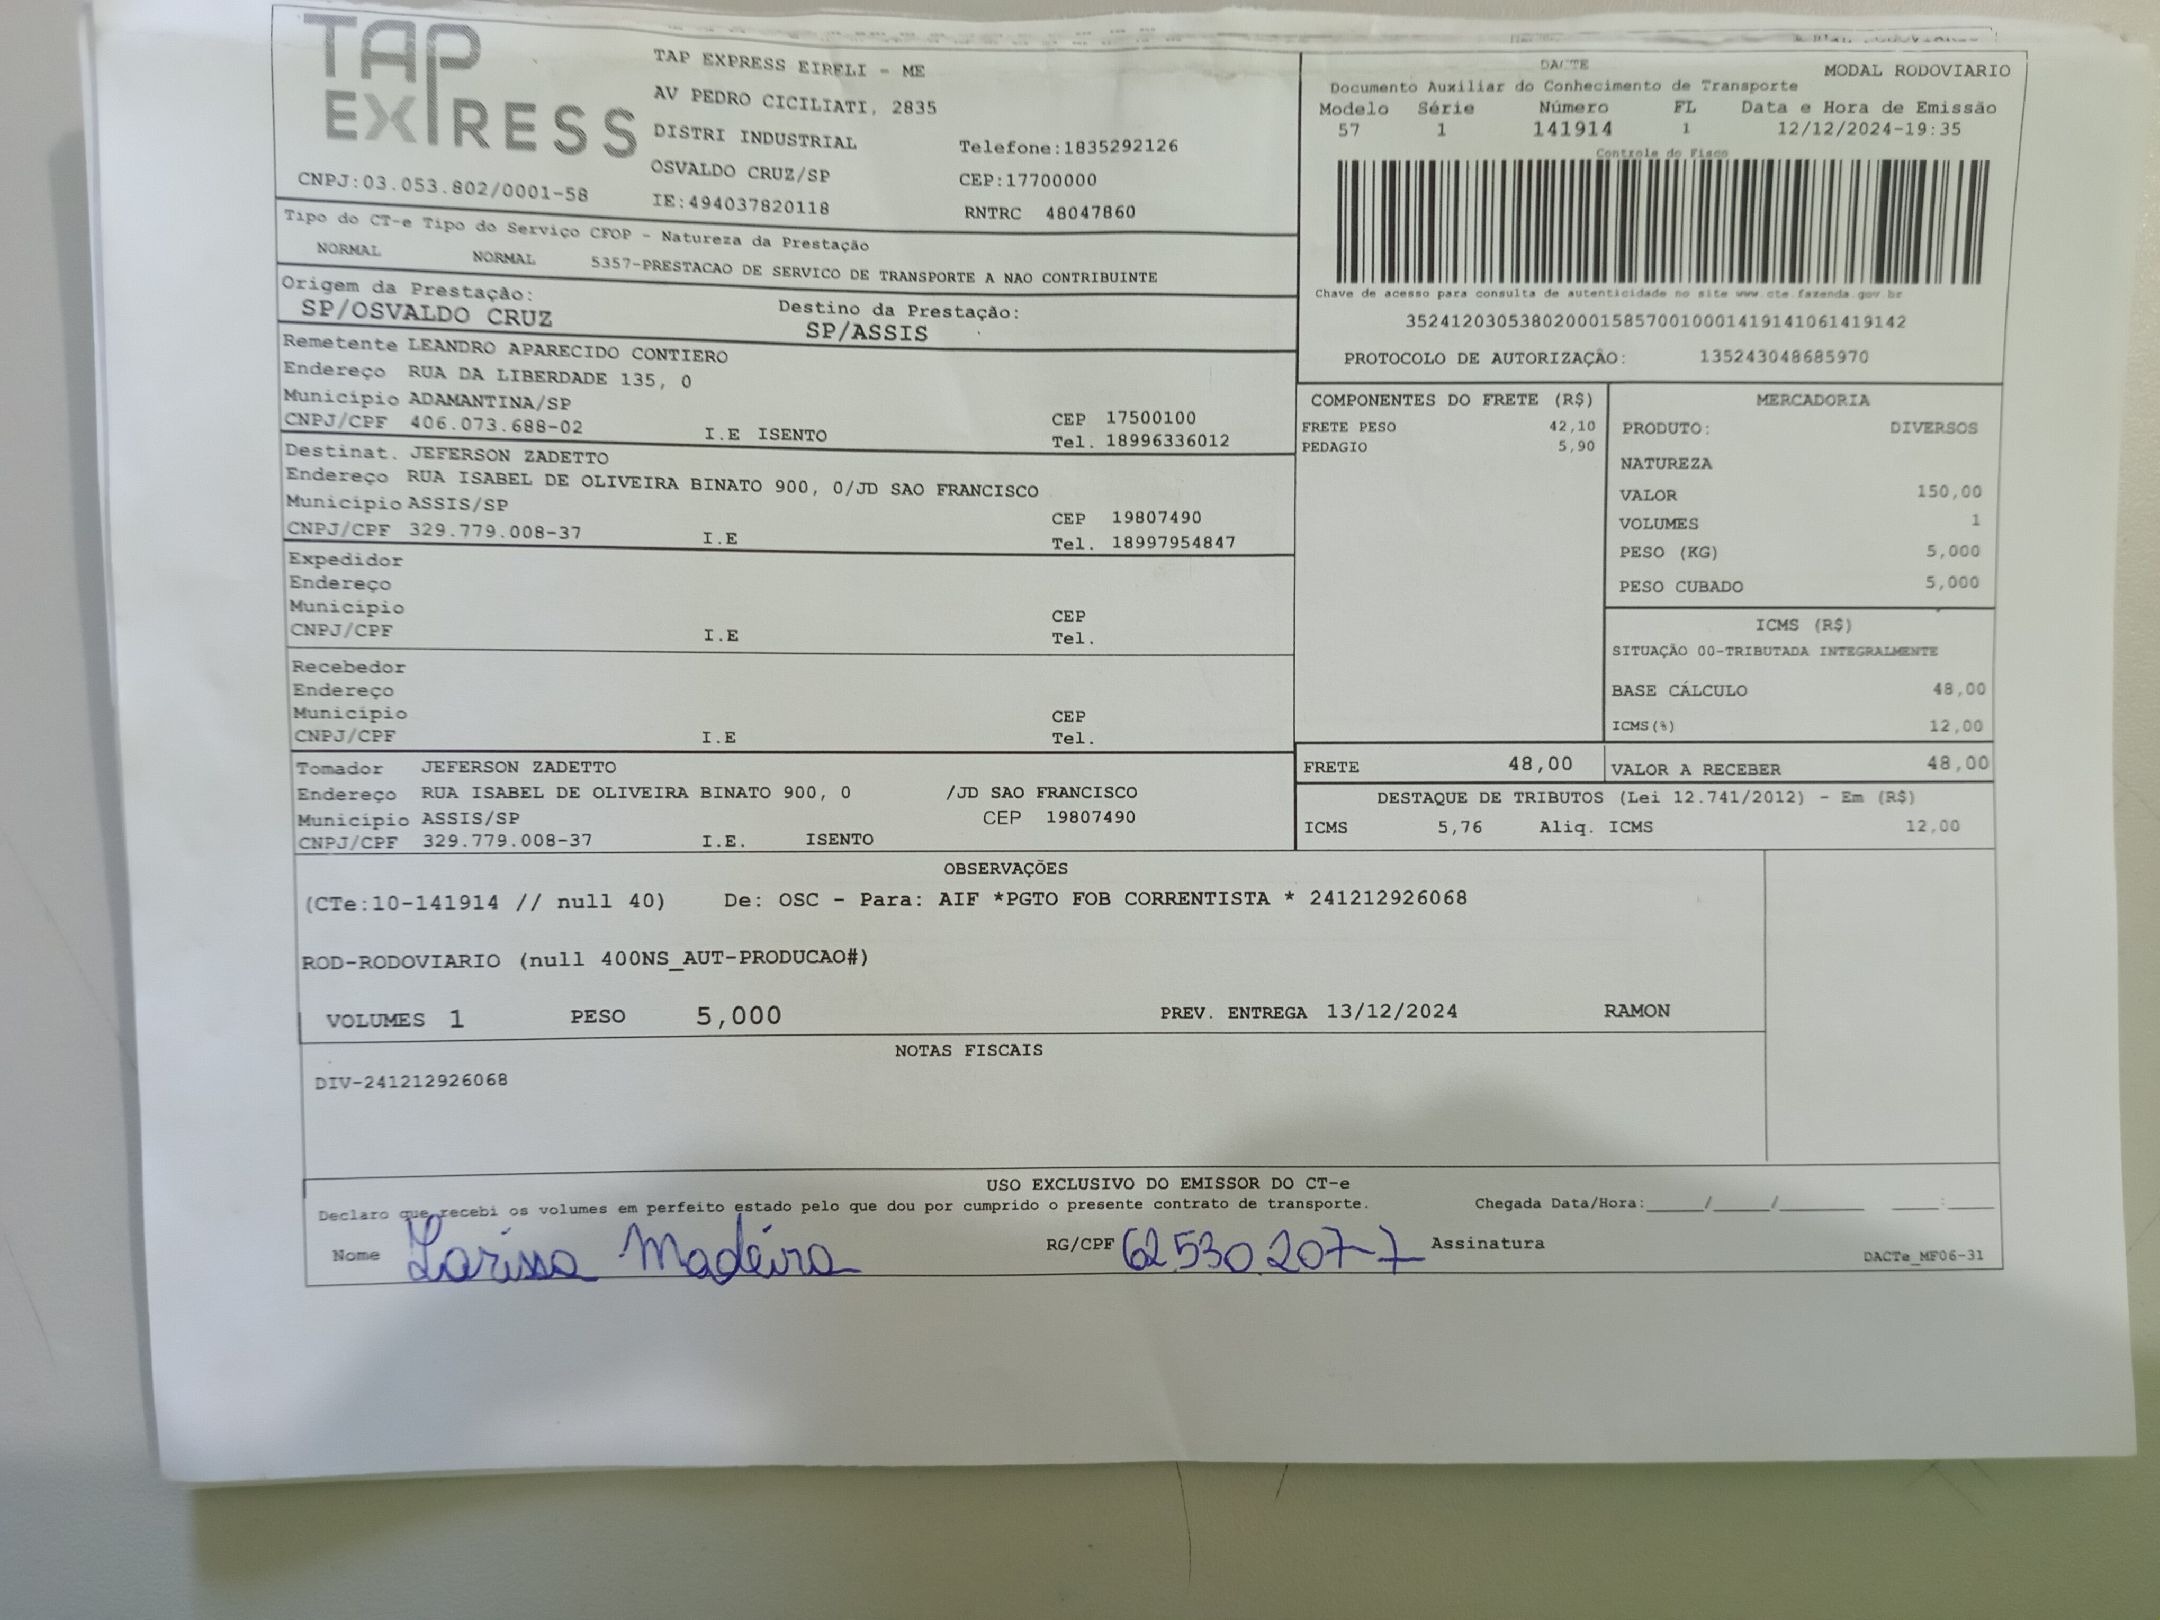 TAP
EXPRESS
CNPJ:03.053.802/0001-58
TAP EXPRESS EIRELI - ME
AV PEDRO CICILIATI, 2835
DISTRI INDUSTRIAL
OSVALDO CRUZ/SP
IE:494037820118
Telefone:1835292126
CEP:17700000
RNTRC 48047860
DACTE
MODAL RODOVIARIO
Documento Auxiliar do Conhecimento de Transporte
Modelo Série Número FL Data e Hora de Emissão
57 1 141914 1 12/12/2024-19:35
Controle do Fisco
Chave de acesso para consulta de autenticidade no site www.cte.fazenda.gov.br
35241203053802000158570010001419141061419142
PROTOCOLO DE AUTORIZAÇÃO: 135243048685970
Tipo do CT-e Tipo do Serviço CFOP - Natureza da Prestação
NORMAL NORMAL 5357-PRESTACAO DE SERVICO DE TRANSPORTE A NAO CONTRIBUINTE
Origem da Prestação: Destino da Prestação:
SP/OSVALDO CRUZ SP/ASSIS
Remetente LEANDRO APARECIDO CONTIERO
Endereço RUA DA LIBERDADE 135, 0
Municipio ADAMANTINA/SP CEP 17500100
CNPJ/CPF 406.073.688-02 I.E ISENTO Tel. 18996336012
Destinat. JEFERSON ZADETTO
Endereço RUA ISABEL DE OLIVEIRA BINATO 900, 0/JD SAO FRANCISCO
Municipio ASSIS/SP CEP 19807490
CNPJ/CPF 329.779.008-37 I.E Tel. 18997954847
Expedidor
Endereço
Municipio CEP
CNPJ/CPF I.E Tel.
Recebedor
Endereço
Municipio CEP
CNPJ/CPF I.E Tel.
Tomador JEFERSON ZADETTO
Endereço RUA ISABEL DE OLIVEIRA BINATO 900, 0 /JD SAO FRANCISCO
Municipio ASSIS/SP CEP 19807490
CNPJ/CPF 329.779.008-37 I.E. ISENTO
COMPONENTES DO FRETE (R$)
FRETE PESO 42,10
PEDAGIO 5,90
MERCADORIA
PRODUTO: DIVERSOS
NATUREZA
VALOR 150,00
VOLUMES 1
PESO (KG) 5,000
PESO CUBADO 5,000
ICMS (R$)
SITUAÇÃO 00-TRIBUTADA INTEGRALMENTE
BASE CÁLCULO 48,00
ICMS(%) 12,00
FRETE 48,00 VALOR A RECEBER 48,00
DESTAQUE DE TRIBUTOS (Lei 12.741/2012) - Em (R$)
ICMS 5,76 Aliq. ICMS 12,00
OBSERVAÇÕES
(CTe:10-141914 // null 40) De: OSC - Para: AIF *PGTO FOB CORRENTISTA * 241212926068
ROD-RODOVIARIO (null 400NS_AUT-PRODUCAO#)
VOLUMES 1 PESO 5,000 PREV. ENTREGA 13/12/2024 RAMON
NOTAS FISCAIS
DIV-241212926068
USO EXCLUSIVO DO EMISSOR DO CT-e
Declaro que recebi os volumes em perfeito estado pelo que dou por cumprido o presente contrato de transporte. Chegada Data/Hora:_____/_____/________ _____:_____
Nome Larissa Madeira RG/CPF 62.530.207-7 Assinatura
DACTe_MF06-31